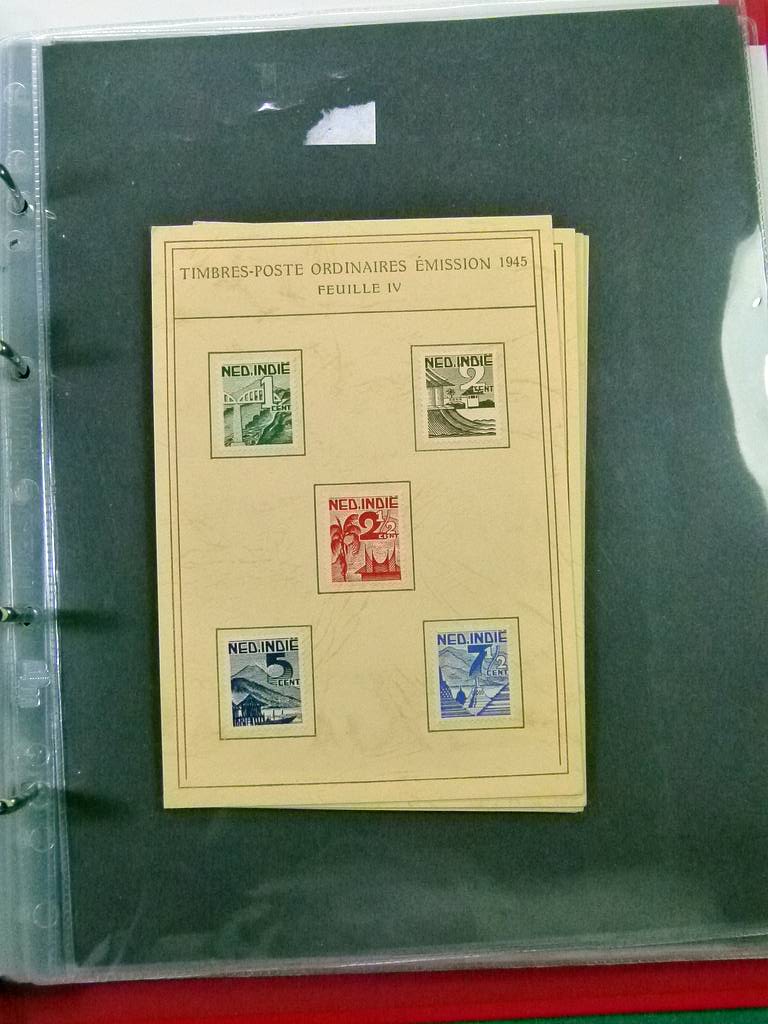 TIMBRES-POSTE ORDINAIRES ÉMISSION 1945
FEUILLE IV
NED.INDIË
1
CENT
NED.INDIË
2
CENT
NED.INDIË
2½
CENT
NED.INDIË
5
CENT
NED.INDIË
7½
CENT